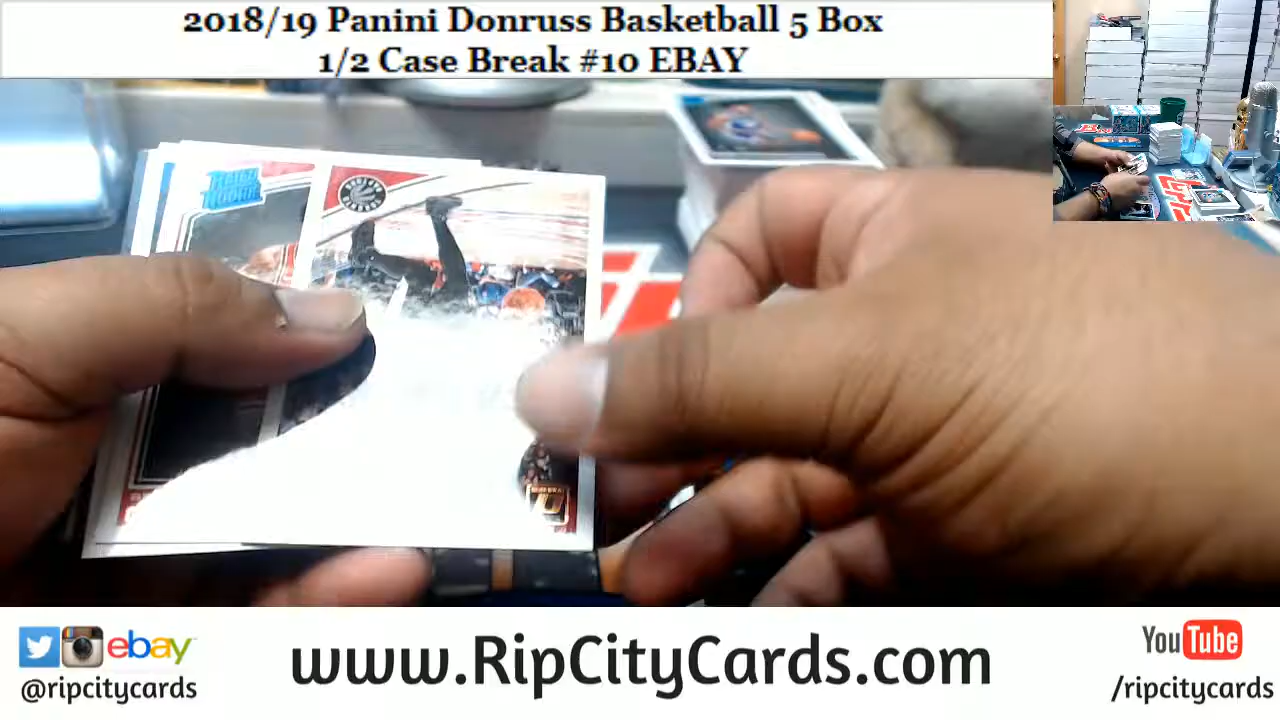 2018/19 Panini Donruss Basketball 5 Box
1/2 Case Break #10 EBAY
RATED
ROOKIE
ebay
@ripcitycards
www.RipCityCards.com
YouTube
/ripcitycards